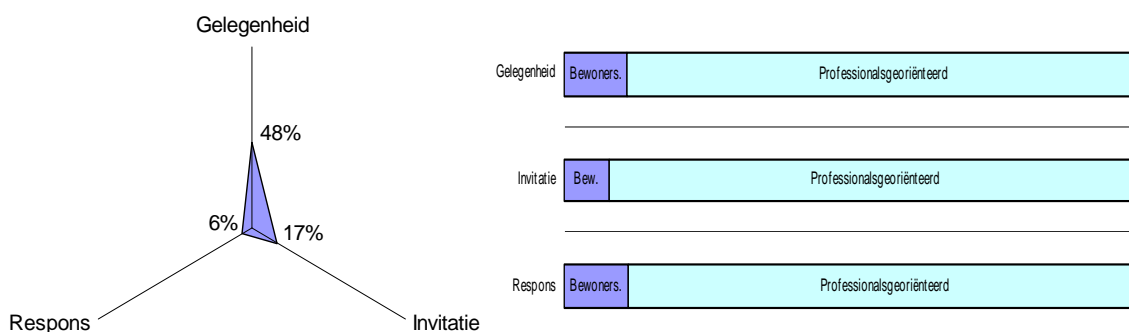 Gelegenheid
48%
6%
17%
Respons
Invitatie
Gelegenheid Bewoners. Professionalsgeoriënteerd
Invitatie Bew. Professionalsgeoriënteerd
Respons Bewoners. Professionalsgeoriënteerd